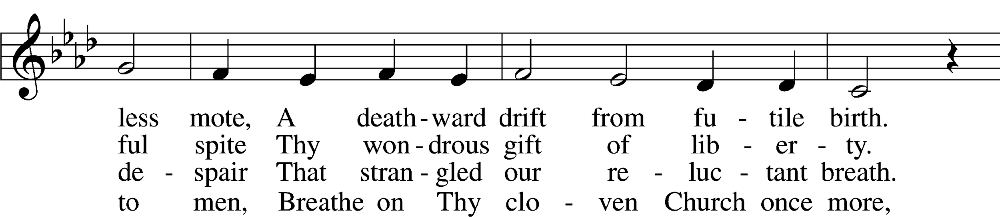 less mote, A death-ward drift from fu - tile birth.
ful spite Thy won-drous gift of lib - er - ty.
de - spair That stran-gled our re - luc - tant breath.
to men, Breathe on Thy clo - ven Church once more,